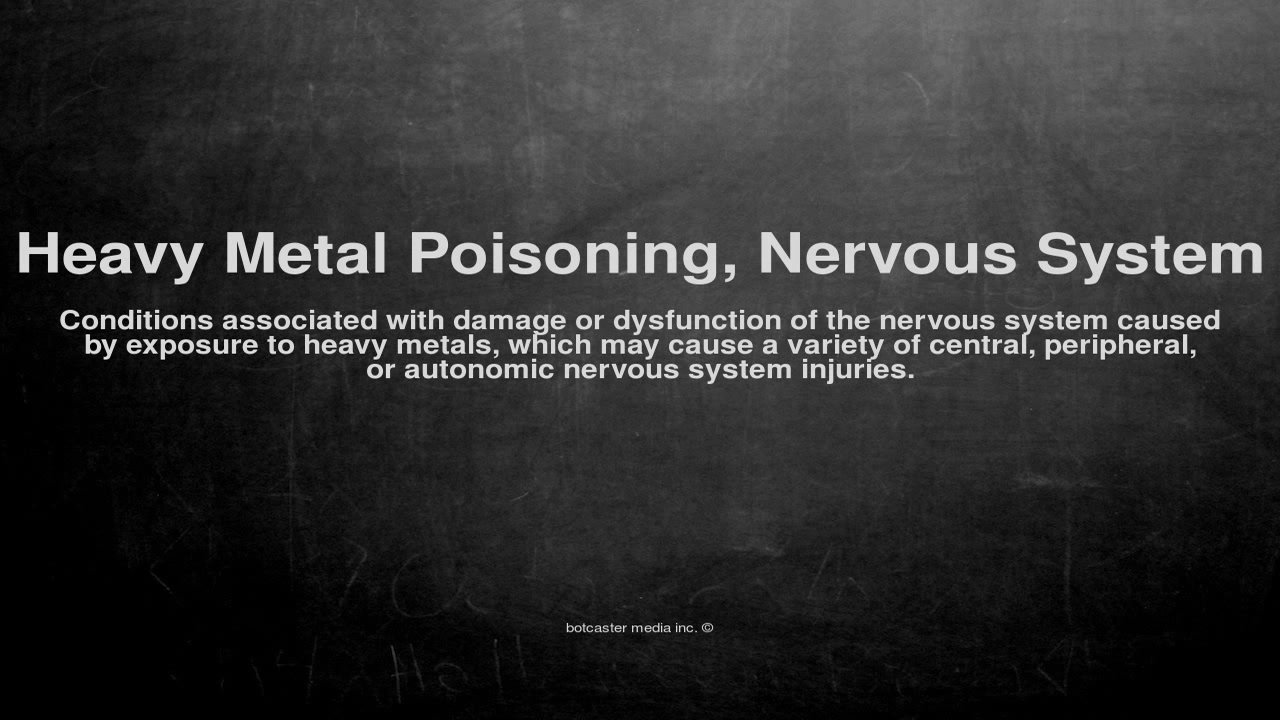 Heavy Metal Poisoning, Nervous System
Conditions associated with damage or dysfunction of the nervous system caused
by exposure to heavy metals, which may cause a variety of central, peripheral,
or autonomic nervous system injuries.
botcaster media inc. ©